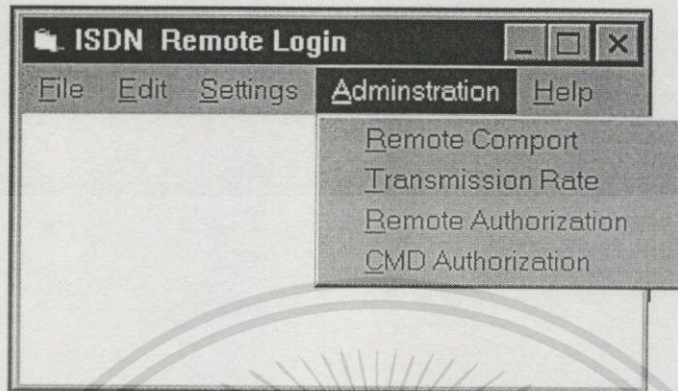 ISDN Remote Login
File Edit Settings Adminstration Help
Remote Comport
Transmission Rate
Remote Authorization
CMD Authorization